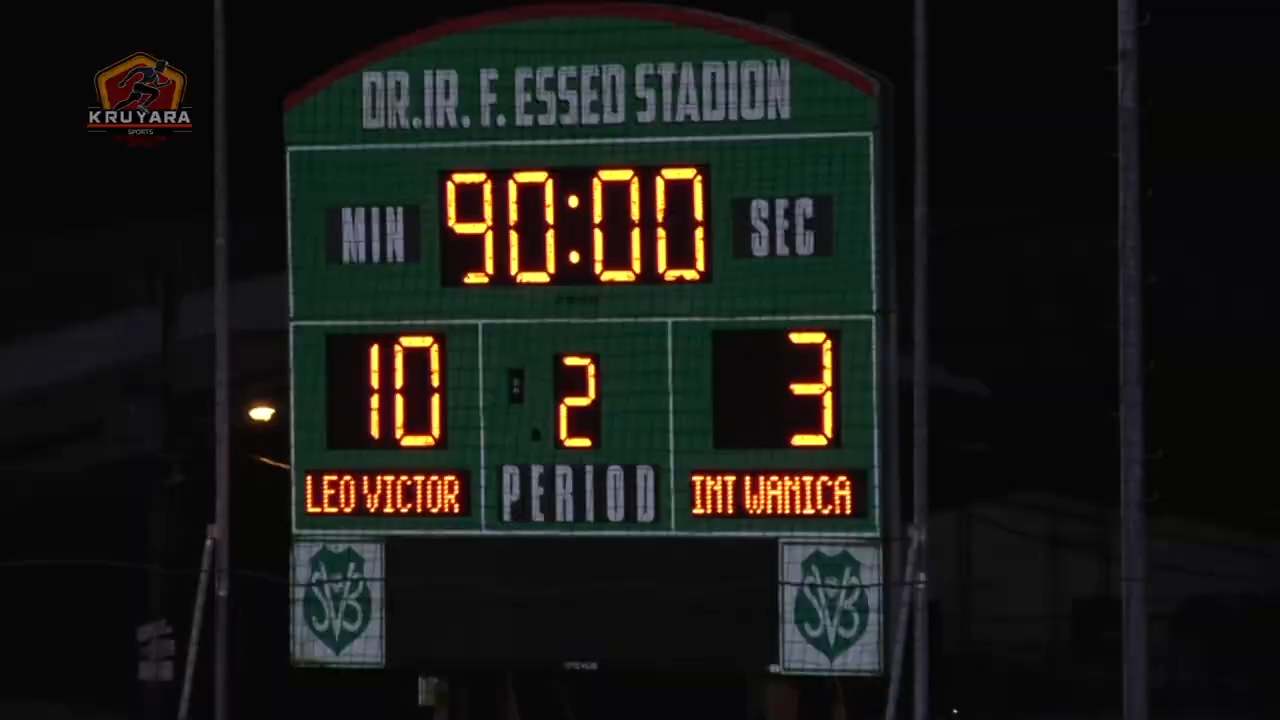 KRUYARA
SPORTS
DR. IR. F. ESSED STADION
MIN 90:00 SEC
10 2 3
LEO VICTOR PERIOD INT WANICA
SVB SVB